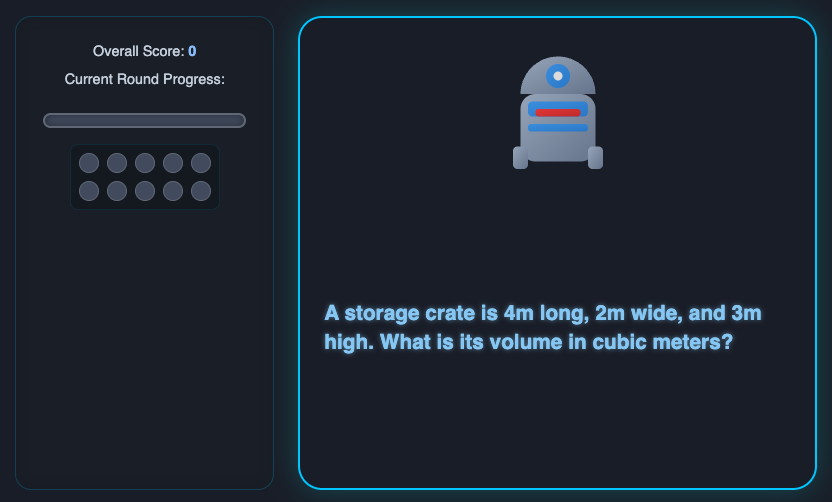 Overall Score: 0
Current Round Progress:
A storage crate is 4m long, 2m wide, and 3m
high. What is its volume in cubic meters?